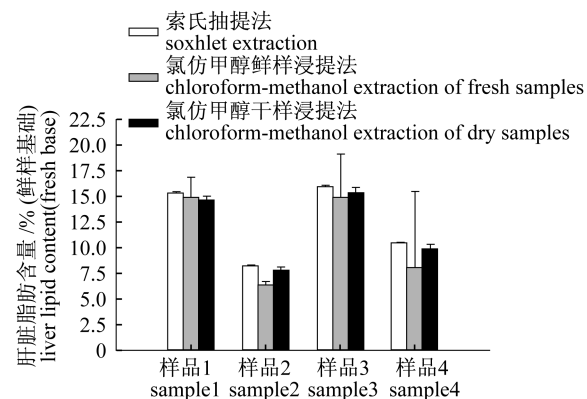 索氏抽提法
soxhlet extraction
氯仿甲醇鲜样浸提法
chloroform-methanol extraction of fresh samples
氯仿甲醇干样浸提法
chloroform-methanol extraction of dry samples
肝脏脂肪含量/%(鲜样基础)
liver lipid content(fresh base)
22.5
20.0
17.5
15.0
12.5
10.0
7.5
5.0
2.5
0
样品1 样品2 样品3 样品4
sample1 sample2 sample3 sample4